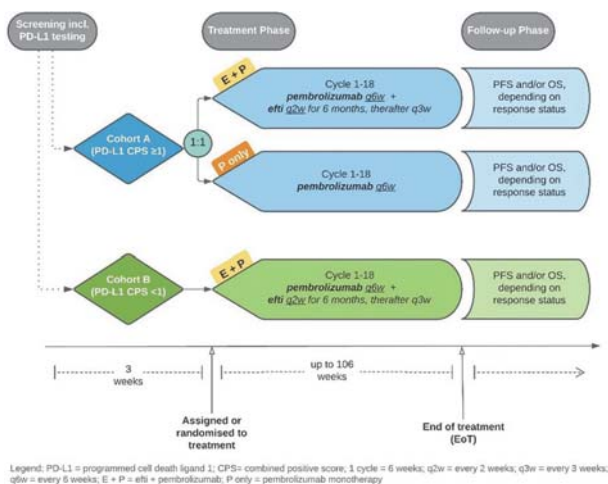 Screening incl.
PD-L1 testing
Treatment Phase
Follow-up Phase
E + P
Cycle 1-18
pembrolizumab q6w +
efti q2w for 6 months, therafter q3w
PFS and/or OS,
depending on
response status
Cohort A
(PD-L1 CPS ≥1)
1:1
P only
Cycle 1-18
pembrolizumab q6w
PFS and/or OS,
depending on
response status
E + P
Cohort B
(PD-L1 CPS <1)
Cycle 1-18
pembrolizumab q6w +
efti q2w for 6 months, therafter q3w
PFS and/or OS,
depending on
response status
3
weeks
up to 106
weeks
Assigned or
randomised to
treatment
End of treatment
(EoT)
Legend: PD-L1 = programmed cell death ligand 1; CPS= combined positive score, 1 cycle = 6 weeks; q2w = every 2 weeks; q3w = every 3 weeks;
q6w = every 6 weeks; E + P = efti + pembrolizumab; P only = pembrolizumab monotherapy